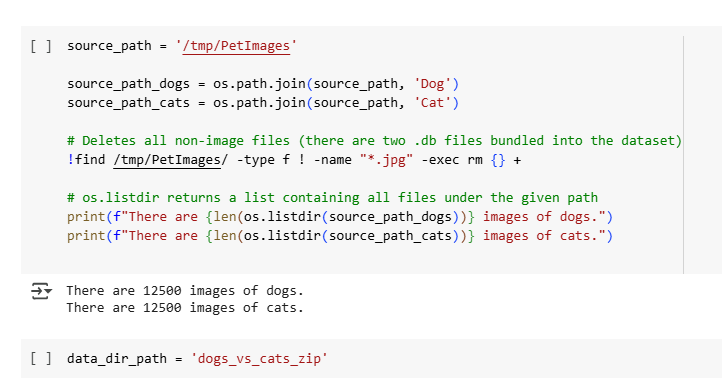 [ ] source_path = '/tmp/PetImages'
source_path_dogs = os.path.join(source_path, 'Dog')
source_path_cats = os.path.join(source_path, 'Cat')
# Deletes all non-image files (there are two .db files bundled into the dataset)
!find /tmp/PetImages/ -type f ! -name "*.jpg" -exec rm {} +
# os.listdir returns a list containing all files under the given path
print(f"There are {len(os.listdir(source_path_dogs))} images of dogs.")
print(f"There are {len(os.listdir(source_path_cats))} images of cats.")
There are 12500 images of dogs.
There are 12500 images of cats.
[ ] data_dir_path = 'dogs_vs_cats_zip'